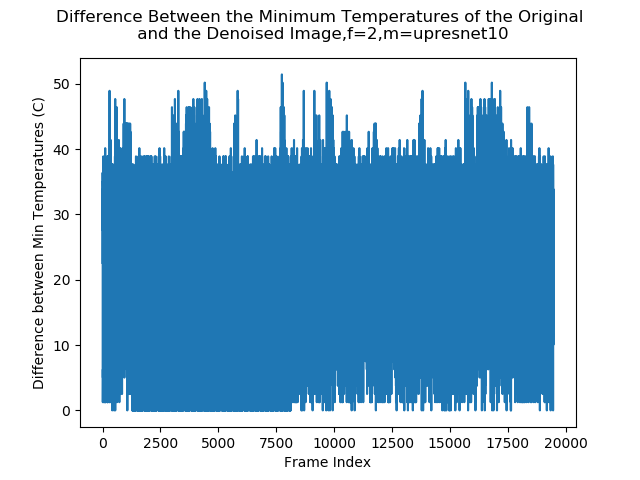 Difference Between the Minimum Temperatures of the Original
and the Denoised Image,f=2,m=upresnet10
Difference between Min Temperatures (C)
50
40
30
20
10
0
0 2500 5000 7500 10000 12500 15000 17500 20000
Frame Index